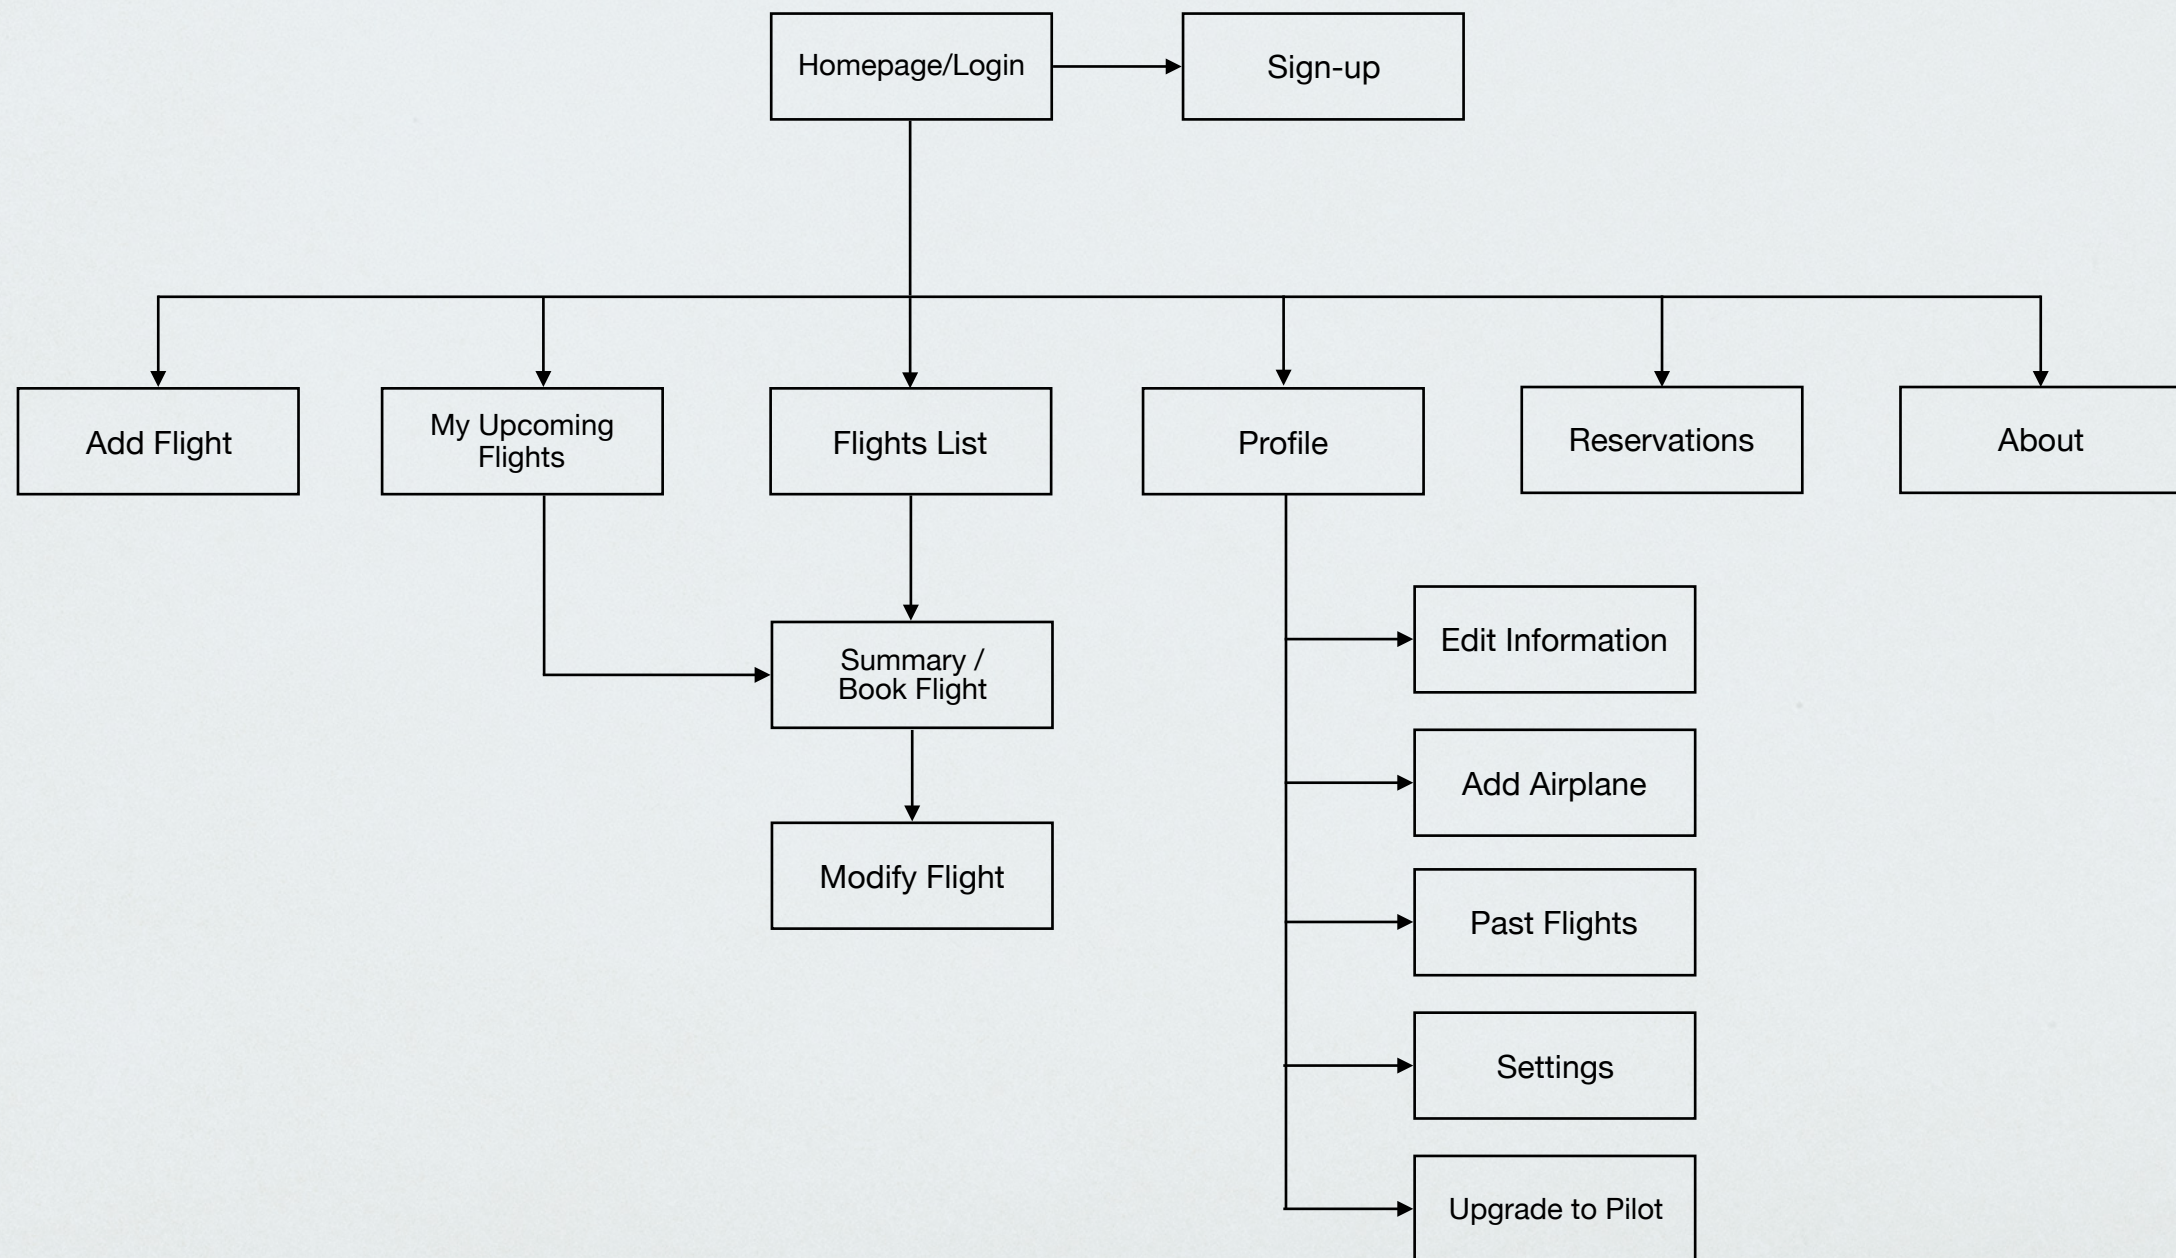 Homepage/Login
Sign-up
Add Flight
My Upcoming
Flights
Flights List
Profile
Reservations
About
Summary /
Book Flight
Modify Flight
Edit Information
Add Airplane
Past Flights
Settings
Upgrade to Pilot